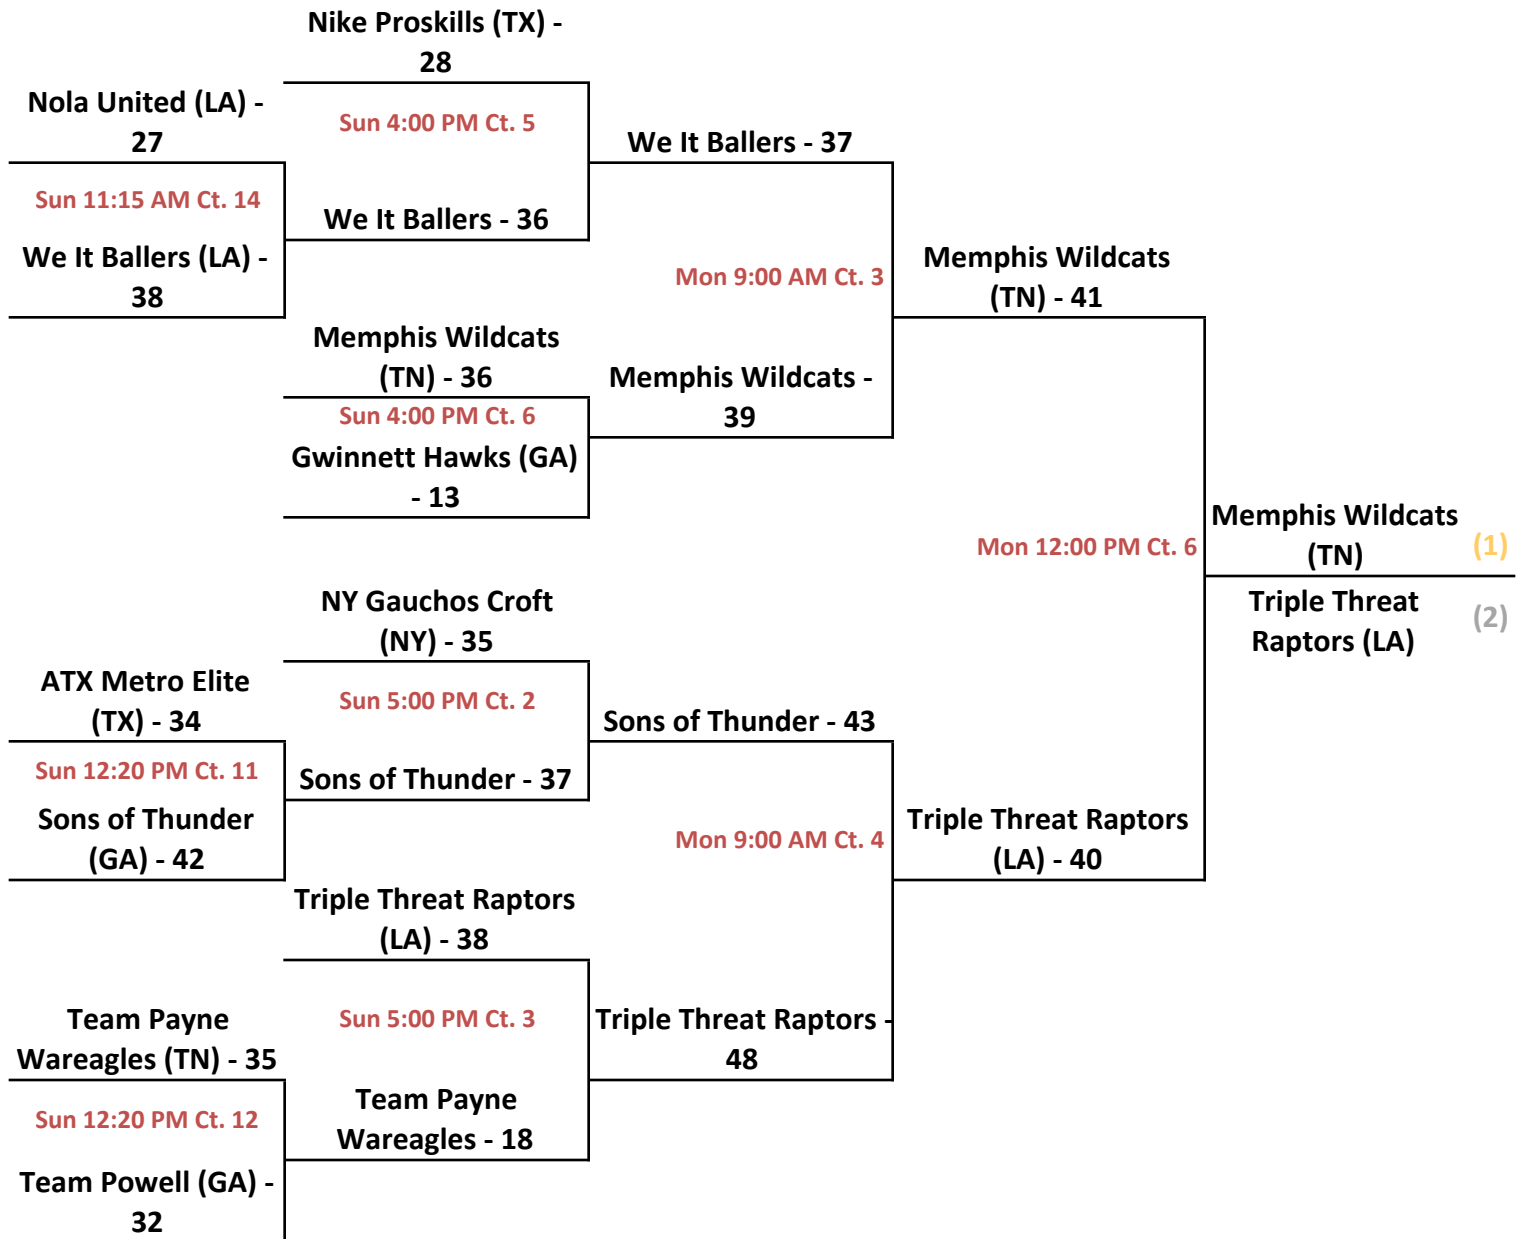 Nike Proskills (TX) -
28
Nola United (LA) -
27
Sun 4:00 PM Ct. 5
We It Ballers - 37
Sun 11:15 AM Ct. 14
We It Ballers - 36
We It Ballers (LA) -
38
Mon 9:00 AM Ct. 3
Memphis Wildcats
(TN) - 41
Memphis Wildcats
(TN) - 36
Memphis Wildcats -
39
Sun 4:00 PM Ct. 6
Gwinnett Hawks (GA)
- 13
Mon 12:00 PM Ct. 6
Memphis Wildcats
(TN)
(1)
Triple Threat
Raptors (LA)
(2)
NY Gauchos Croft
(NY) - 35
ATX Metro Elite
(TX) - 34
Sun 5:00 PM Ct. 2
Sons of Thunder - 43
Sun 12:20 PM Ct. 11
Sons of Thunder - 37
Sons of Thunder
(GA) - 42
Mon 9:00 AM Ct. 4
Triple Threat Raptors
(LA) - 40
Triple Threat Raptors
(LA) - 38
Team Payne
Wareagles (TN) - 35
Sun 5:00 PM Ct. 3
Triple Threat Raptors -
48
Sun 12:20 PM Ct. 12
Team Payne
Wareagles - 18
Team Powell (GA) -
32